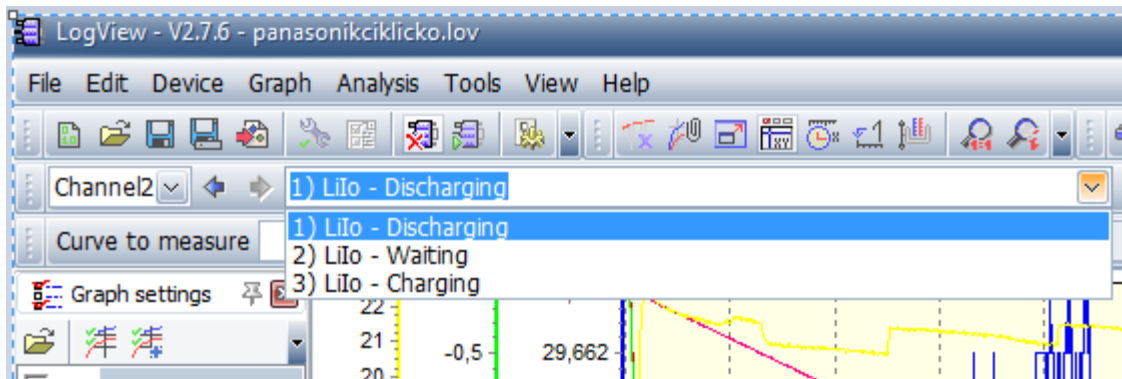 LogView - V2.7.6 - panasonikciklicko.lov
File Edit Device Graph Analysis Tools View Help
Channel2 1) LiIo - Discharging
1) LiIo - Discharging
Curve to measure
2) LiIo - Waiting
3) LiIo - Charging
Graph settings
22
21 -0,5 29,662
20